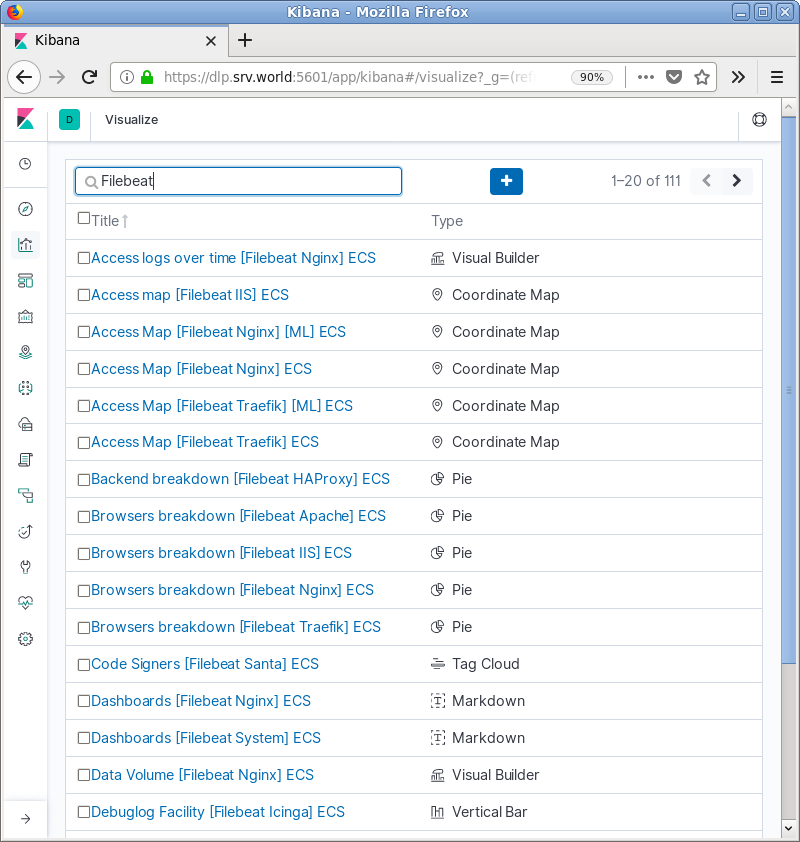 Kibana - Mozilla Firefox
Kibana
https://dlp.srv.world:5601/app/kibana#/visualize?_g=(ref 90%
D Visualize
Filebeat 1–20 of 111
Title Type
Access logs over time [Filebeat Nginx] ECS Visual Builder
Access map [Filebeat IIS] ECS Coordinate Map
Access Map [Filebeat Nginx] [ML] ECS Coordinate Map
Access Map [Filebeat Nginx] ECS Coordinate Map
Access Map [Filebeat Traefik] [ML] ECS Coordinate Map
Access Map [Filebeat Traefik] ECS Coordinate Map
Backend breakdown [Filebeat HAProxy] ECS Pie
Browsers breakdown [Filebeat Apache] ECS Pie
Browsers breakdown [Filebeat IIS] ECS Pie
Browsers breakdown [Filebeat Nginx] ECS Pie
Browsers breakdown [Filebeat Traefik] ECS Pie
Code Signers [Filebeat Santa] ECS Tag Cloud
Dashboards [Filebeat Nginx] ECS Markdown
Dashboards [Filebeat System] ECS Markdown
Data Volume [Filebeat Nginx] ECS Visual Builder
Debuglog Facility [Filebeat Icinga] ECS Vertical Bar